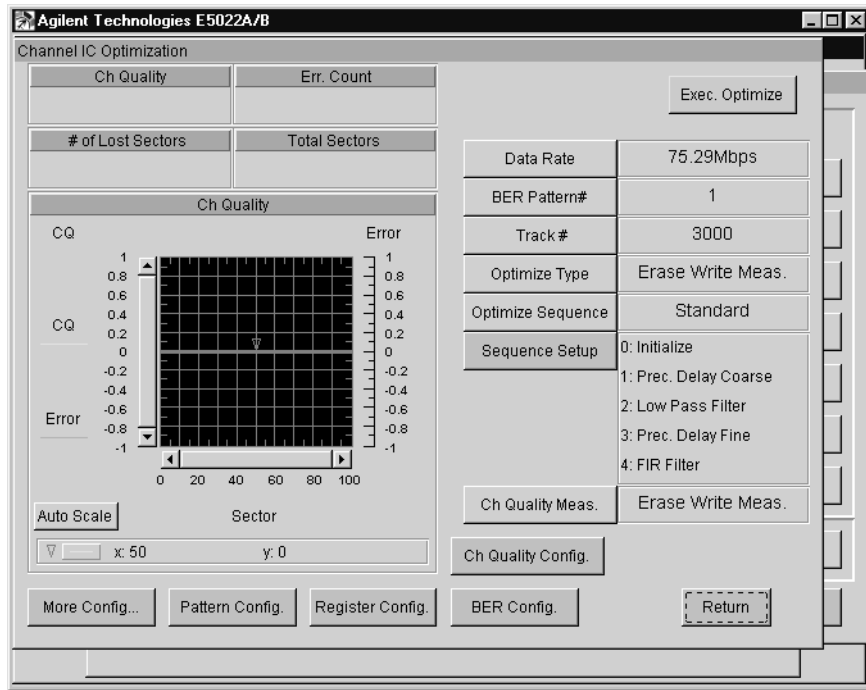 Agilent Technologies E5022A/B
Channel IC Optimization
Ch Quality
Err. Count
Exec. Optimize
# of Lost Sectors
Total Sectors
Data Rate
75.29Mbps
BER Pattern#
1
Track #
3000
Optimize Type
Erase Write Meas.
Optimize Sequence
Standard
Sequence Setup
0: Initialize
1: Prec. Delay Coarse
2: Low Pass Filter
3: Prec. Delay Fine
4: FIR Filter
Ch Quality Meas.
Erase Write Meas.
Ch Quality
CQ
Error
1
0.8
0.6
0.4
0.2
0
-0.2
-0.4
-0.6
-0.8
-1
CQ
Error
1
0.8
0.6
0.4
0.2
0
-0.2
-0.4
-0.6
-0.8
-1
0 20 40 60 80 100
Auto Scale
Sector
x: 50
y: 0
Ch Quality Config.
More Config...
Pattern Config.
Register Config.
BER Config.
Return